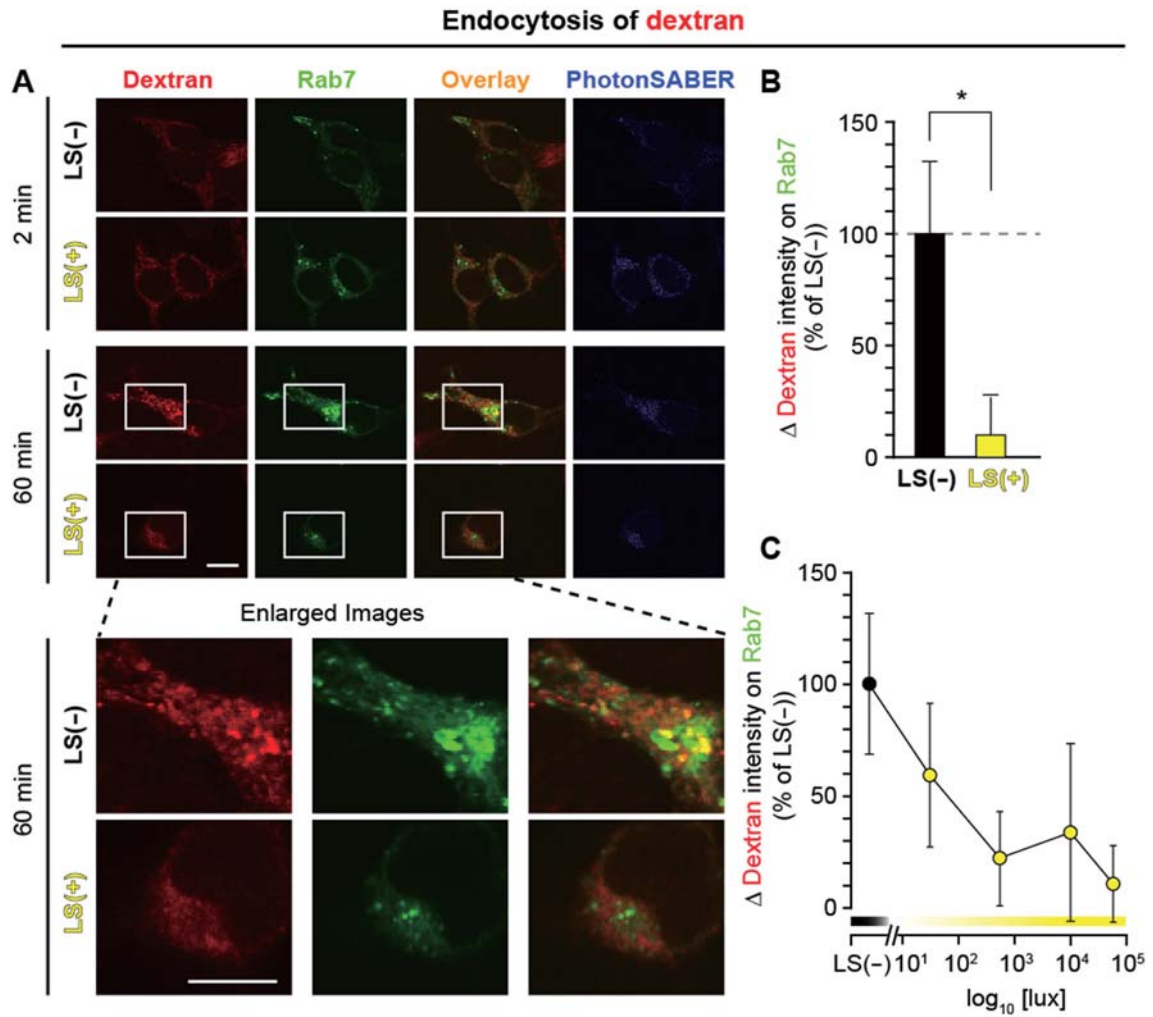 Endocytosis of dextran
A
Dextran
Rab7
Overlay
PhotonSABER
2 min
LS(−)
LS(+)
60 min
LS(−)
LS(+)
Enlarged Images
60 min
LS(−)
LS(+)
B
Δ Dextran intensity on Rab7
(% of LS(−))
150
100
50
0
*
LS(−)
LS(+)
C
Δ Dextran intensity on Rab7
(% of LS(−))
150
100
50
0
LS(−) 10¹ 10² 10³ 10⁴ 10⁵
log₁₀ [lux]